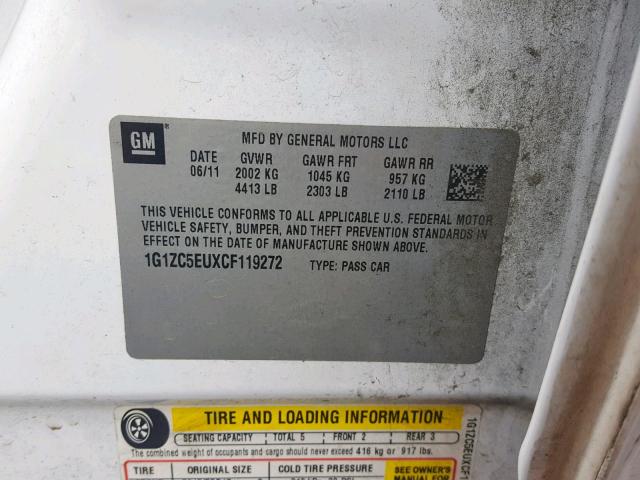 GM
MFD BY GENERAL MOTORS LLC
DATE GVWR GAWR FRT GAWR RR
06/11 2002 KG 1045 KG 957 KG
4413 LB 2303 LB 2110 LB
THIS VEHICLE CONFORMS TO ALL APPLICABLE U.S. FEDERAL MOTOR
VEHICLE SAFETY, BUMPER, AND THEFT PREVENTION STANDARDS
IN EFFECT ON THE DATE OF MANUFACTURE SHOWN ABOVE.
1G1ZC5EUXCF119272 TYPE: PASS CAR
TIRE AND LOADING INFORMATION
SEATING CAPACITY TOTAL 5 FRONT 2 REAR 3
The combined weight of occupants and cargo should never exceed 416 kg or 917 lbs.
TIRE ORIGINAL SIZE COLD TIRE PRESSURE SEE OWNER'S
MANUAL FOR
1G1ZC5EUXCF1